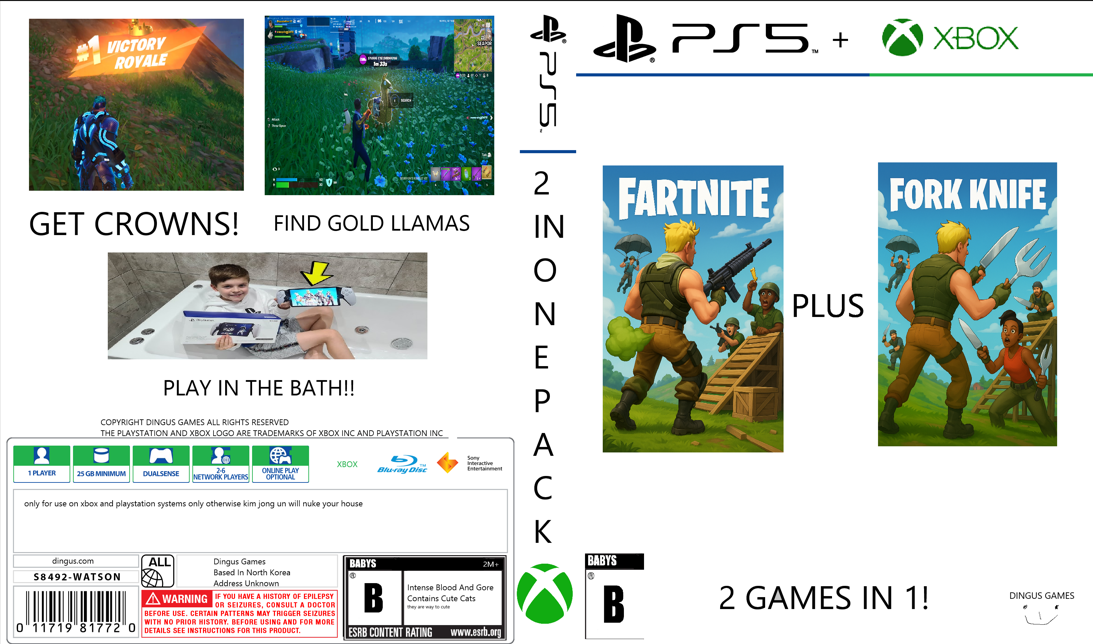 #1 VICTORY
ROYALE
GET CROWNS!
FIND GOLD LLAMAS
PLAY IN THE BATH!!
COPYRIGHT DINGUS GAMES ALL RIGHTS RESERVED
THE PLAYSTATION AND XBOX LOGO ARE TRADEMARKS OF XBOX INC AND PLAYSTATION INC
1 PLAYER
25 GB MINIMUM
DUALSENSE
2-6
NETWORK PLAYERS
ONLINE PLAY
OPTIONAL
XBOX
Blu-ray Disc™
Sony
Interactive
Entertainment
only for use on xbox and playstation systems only otherwise kim jong un will nuke your house
dingus.com
S8492-WATSON
0 11719 81772 0
ALL
Dingus Games
Based In North Korea
Address Unknown
WARNING IF YOU HAVE A HISTORY OF EPILEPSY
OR SEIZURES, CONSULT A DOCTOR
BEFORE USE. CERTAIN PATTERNS MAY TRIGGER SEIZURES
WITH NO PRIOR HISTORY. BEFORE USING AND FOR MORE
DETAILS SEE INSTRUCTIONS FOR THIS PRODUCT.
BABYS 2M+
B
Intense Blood And Gore
Contains Cute Cats
they are way to cute
ESRB CONTENT RATING www.esrb.org
PS5™
2 IN ONE PACK
PS5™ + XBOX
FARTNITE
PLUS
FORK KNIFE
BABYS
B
2 GAMES IN 1!
DINGUS GAMES